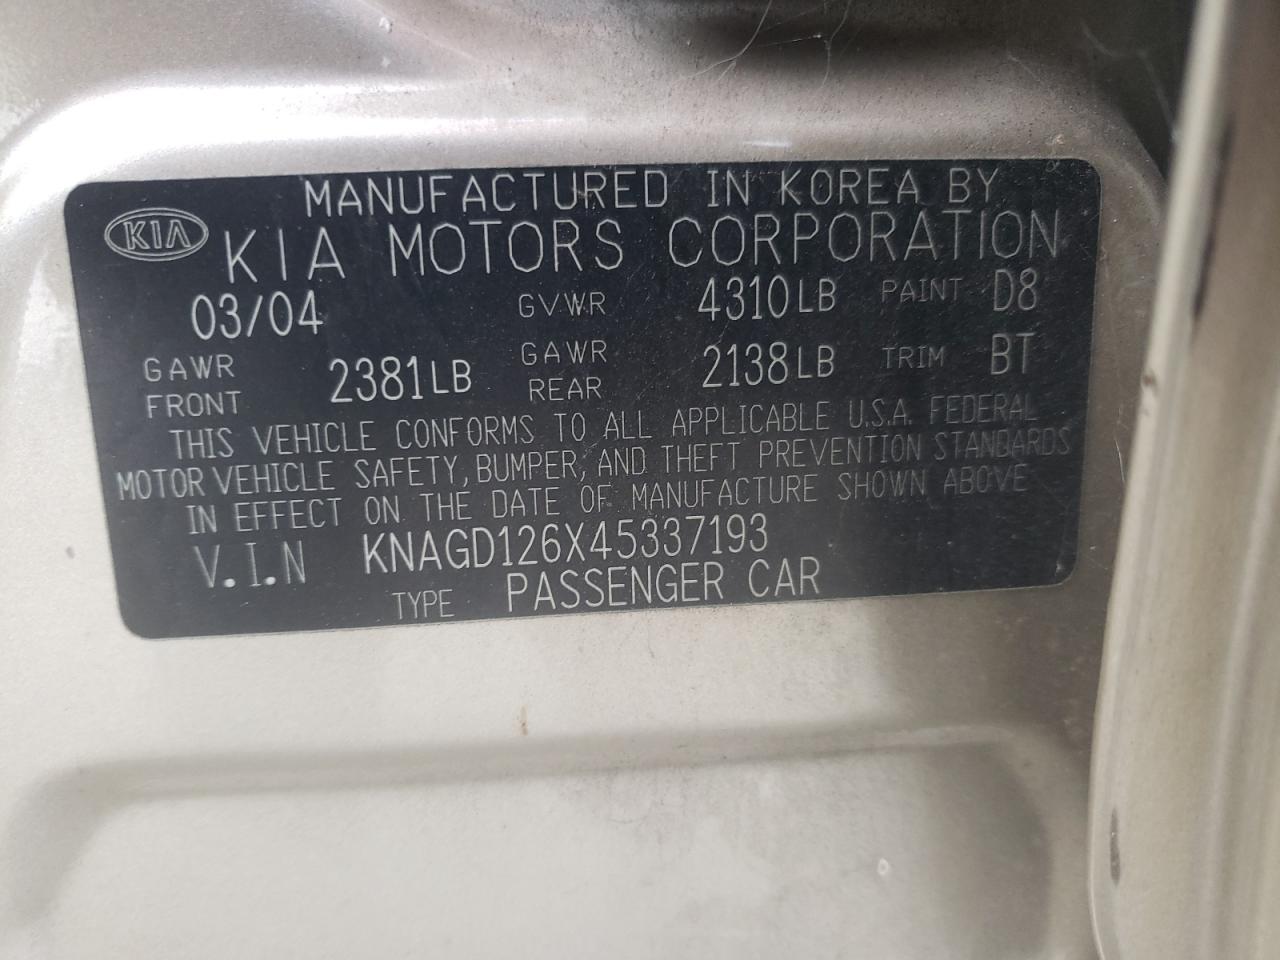 MANUFACTURED IN KOREA BY
KIA KIA MOTORS CORPORATION
03/04 GVWR 4310LB PAINT D8
GAWR FRONT 2381LB GAWR REAR 2138LB TRIM BT
THIS VEHICLE CONFORMS TO ALL APPLICABLE U.S.A. FEDERAL
MOTOR VEHICLE SAFETY, BUMPER, AND THEFT PREVENTION STANDARDS
IN EFFECT ON THE DATE OF MANUFACTURE SHOWN ABOVE
V.I.N KNAGD126X45337193
TYPE PASSENGER CAR